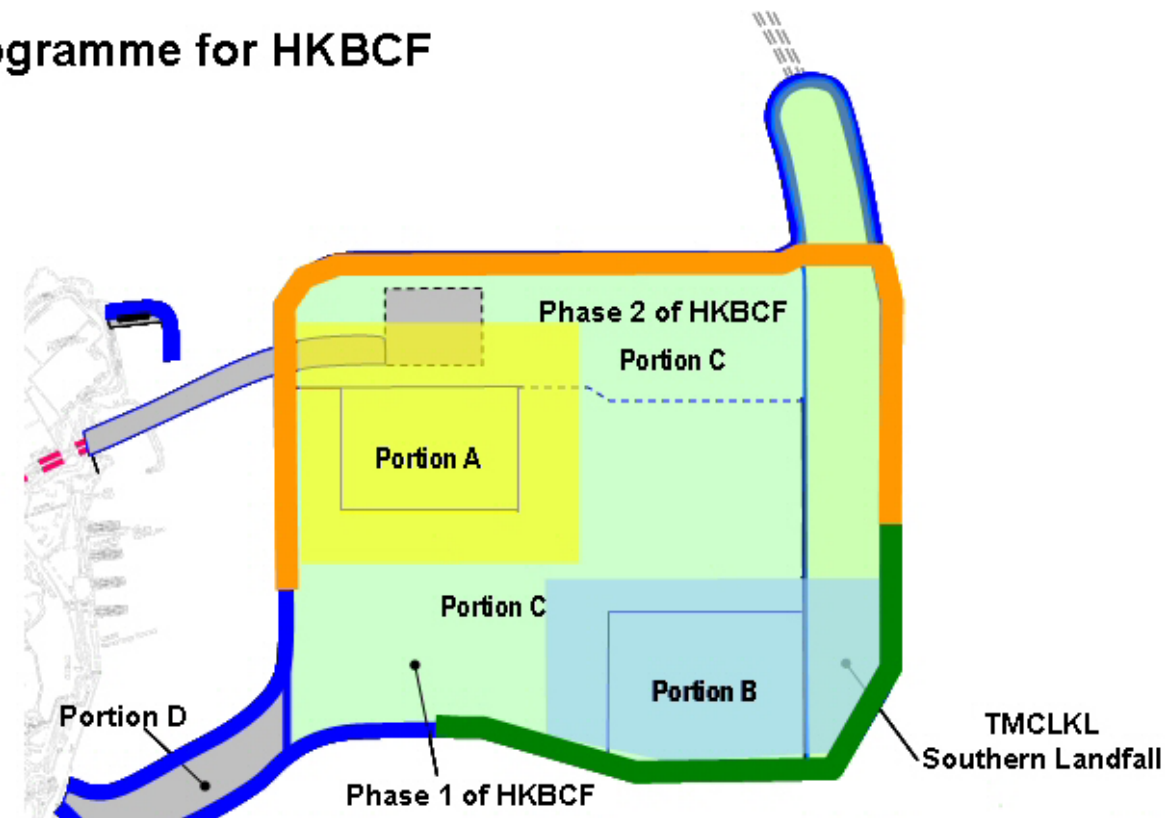 ogramme for HKBCF
Phase 2 of HKBCF
Portion C
Portion A
Portion C
Portion B
Portion D
TMCLKL
Southern Landfall
Phase 1 of HKBCF